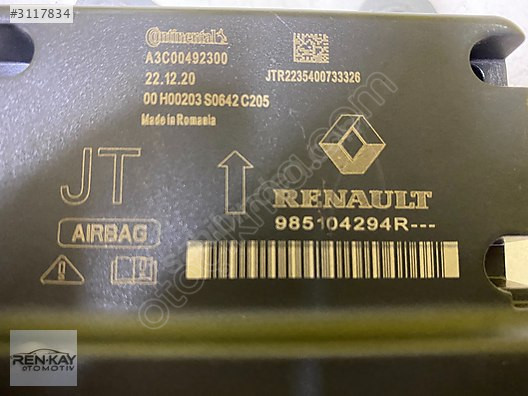 #3117834
Continental
A3C00492300
22.12.20
JTR2235400733326
00 H00203 S0642 C205
Made in Romania
JT
RENAULT
985104294R---
AIRBAG
REN-KAY
OTOMOTİV